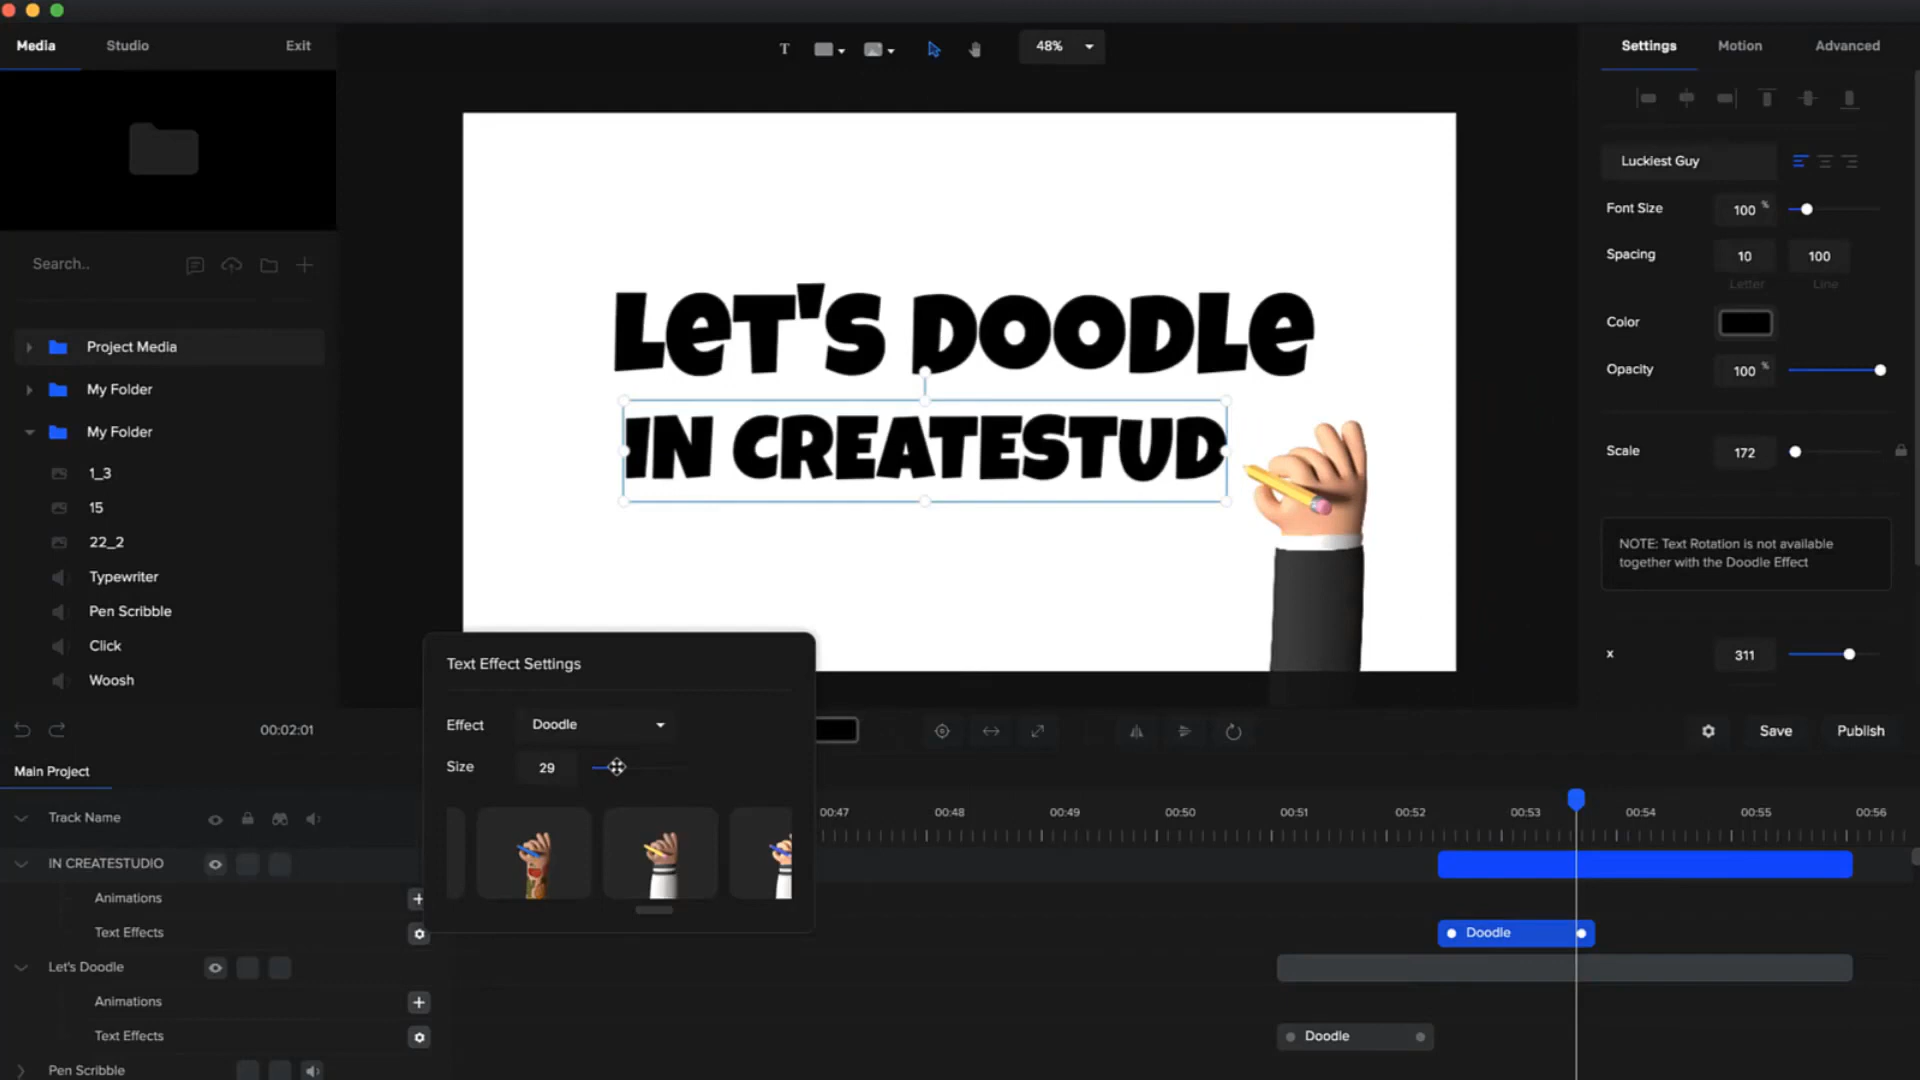 Media Studio Exit
T 48%
Settings Motion Advanced
Search..
Project Media
My Folder
My Folder
1_3
15
22_2
Typewriter
Pen Scribble
Click
Woosh
LET'S DOODLE
IN CREATESTUD
Luckiest Guy
Font Size 100 %
Spacing 10 100
Letter Line
Color
Opacity 100 %
Scale 172
NOTE: Text Rotation is not available
together with the Doodle Effect
x 311
Text Effect Settings
Effect Doodle
Size 29
00:02:01
Save Publish
Main Project
00:47 00:48 00:49 00:50 00:51 00:52 00:53 00:54 00:55 00:56
Track Name
IN CREATESTUDIO
Animations
Text Effects
Doodle
Let's Doodle
Animations
Text Effects
Doodle
Pen Scribble